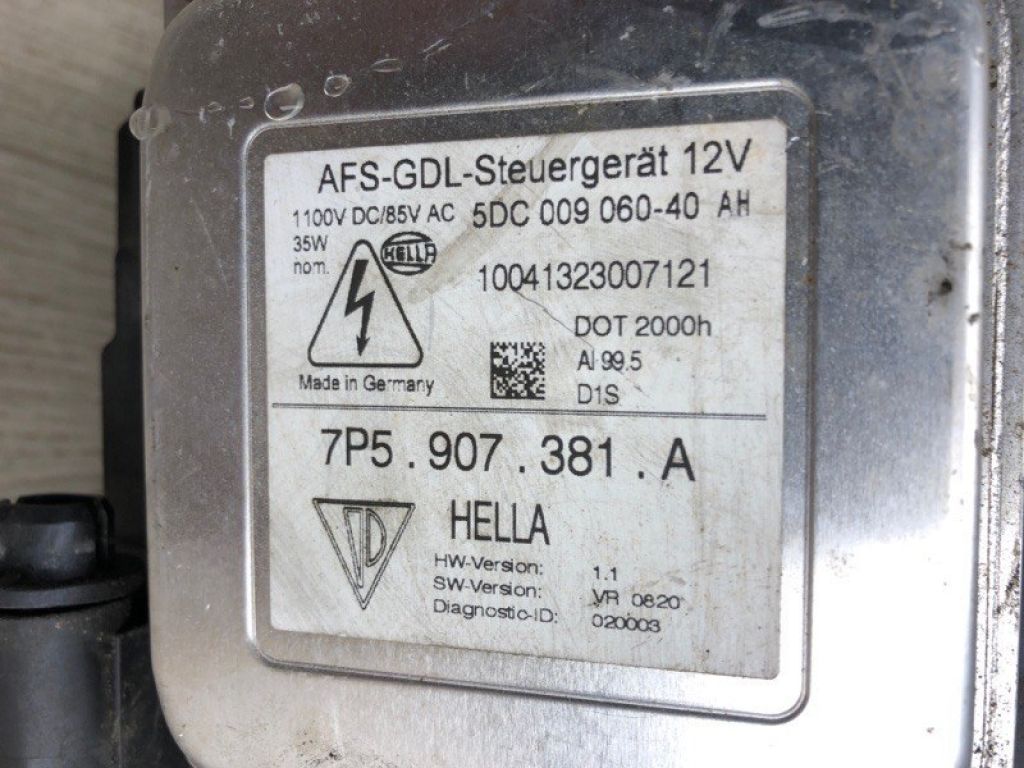 AFS-GDL-Steuergerät 12V
1100V DC/85V AC 5DC 009 060-40 AH
35W
nom.
HELLA
10041323007121
DOT 2000h
Al 99.5
D1S
Made in Germany
7P5 . 907 . 381 . A
HELLA
HW-Version: 1.1
SW-Version: VR 0820
Diagnostic-ID: 020003